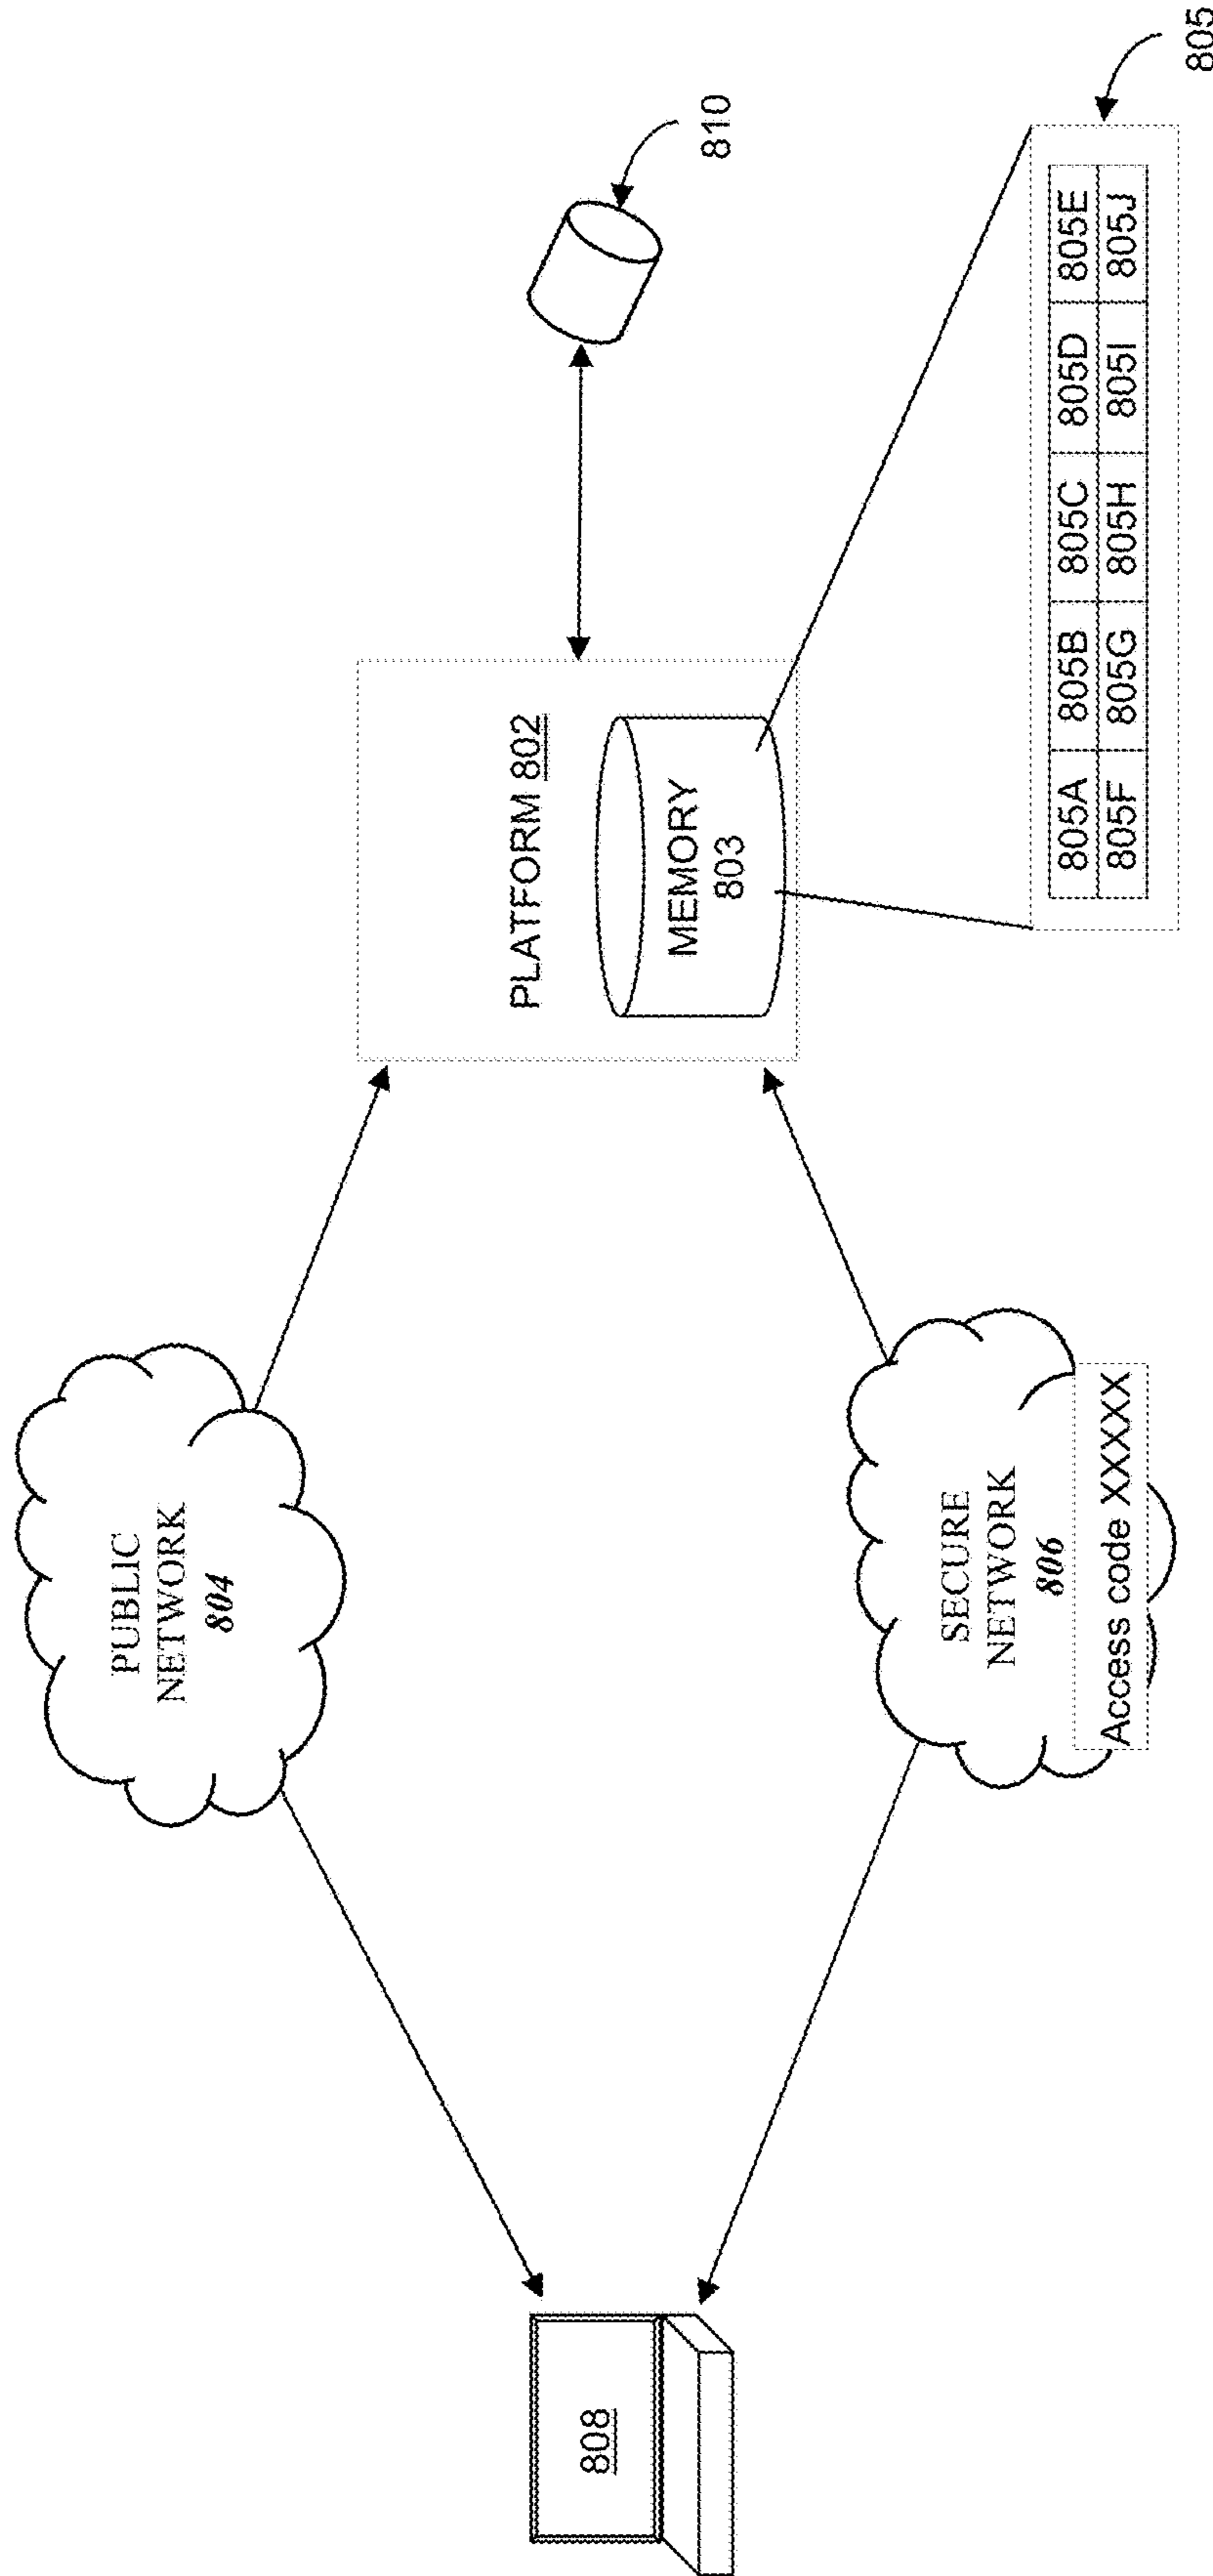 PUBLIC
NETWORK
804
810
PLATFORM 802
MEMORY
803
808
SECURE
NETWORK
806
Access code XXXXX
805A 805B 805C 805D 805E
805F 805G 805H 805I 805J
805